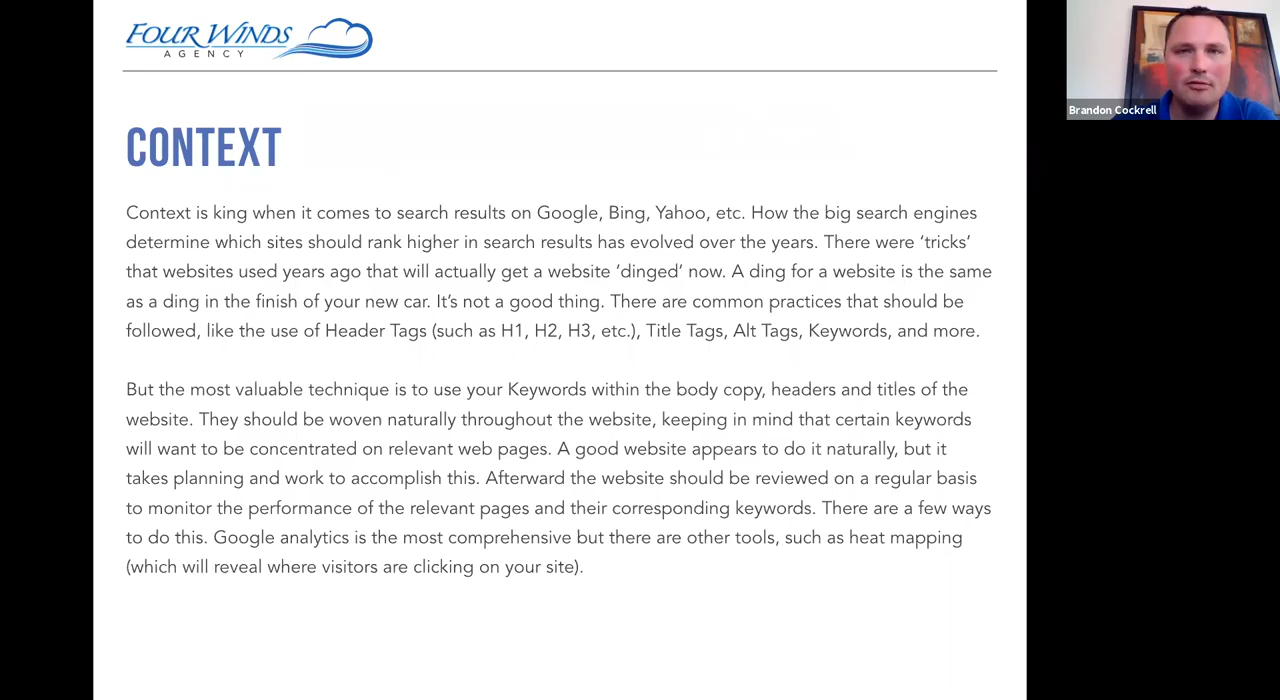 FOUR WINDS
AGENCY
Brandon Cockrell
CONTEXT
Context is king when it comes to search results on Google, Bing, Yahoo, etc. How the big search engines
determine which sites should rank higher in search results has evolved over the years. There were ‘tricks’
that websites used years ago that will actually get a website ‘dinged’ now. A ding for a website is the same
as a ding in the finish of your new car. It’s not a good thing. There are common practices that should be
followed, like the use of Header Tags (such as H1, H2, H3, etc.), Title Tags, Alt Tags, Keywords, and more.
But the most valuable technique is to use your Keywords within the body copy, headers and titles of the
website. They should be woven naturally throughout the website, keeping in mind that certain keywords
will want to be concentrated on relevant web pages. A good website appears to do it naturally, but it
takes planning and work to accomplish this. Afterward the website should be reviewed on a regular basis
to monitor the performance of the relevant pages and their corresponding keywords. There are a few ways
to do this. Google analytics is the most comprehensive but there are other tools, such as heat mapping
(which will reveal where visitors are clicking on your site).